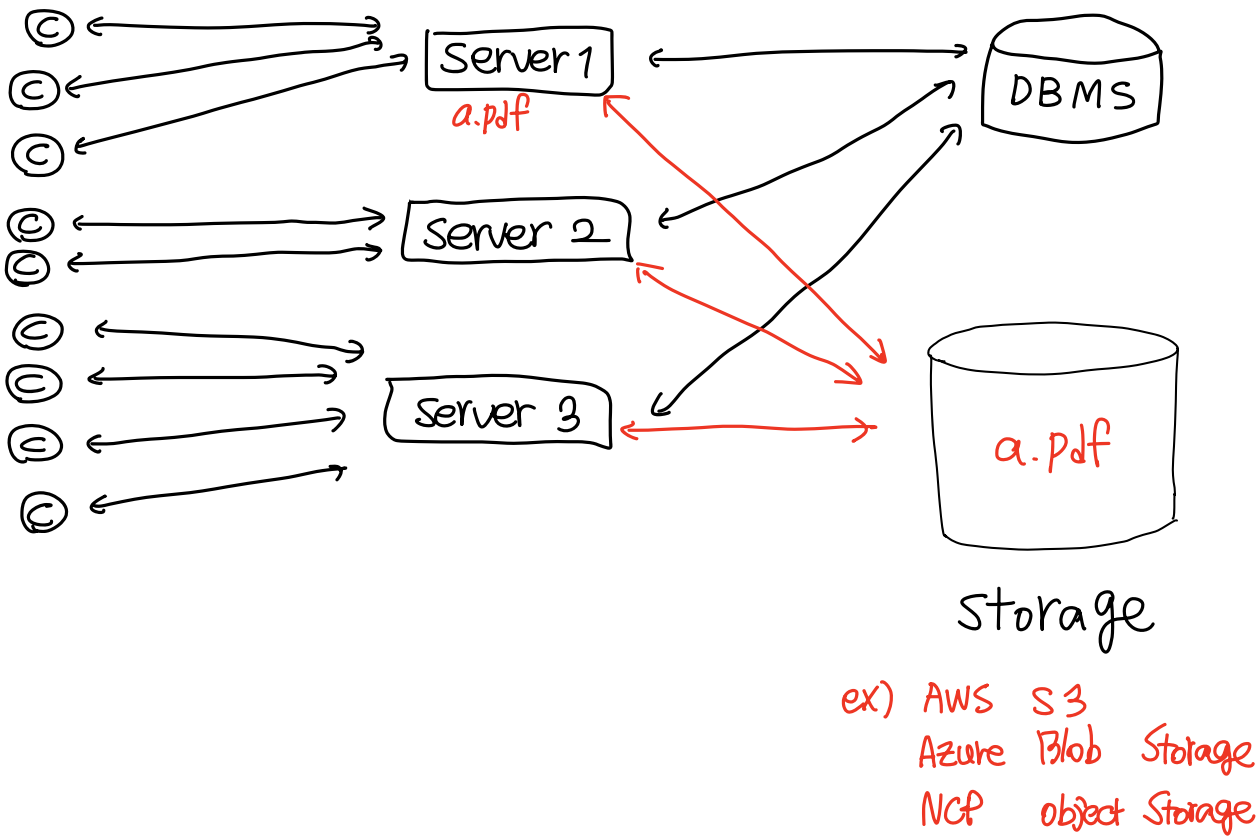 C
C
C
C
C
C
C
C
C
Server 1
a.pdf
Server 2
Server 3
DBMS
a.pdf
Storage
ex) AWS S3
Azure Blob Storage
NCP object Storage